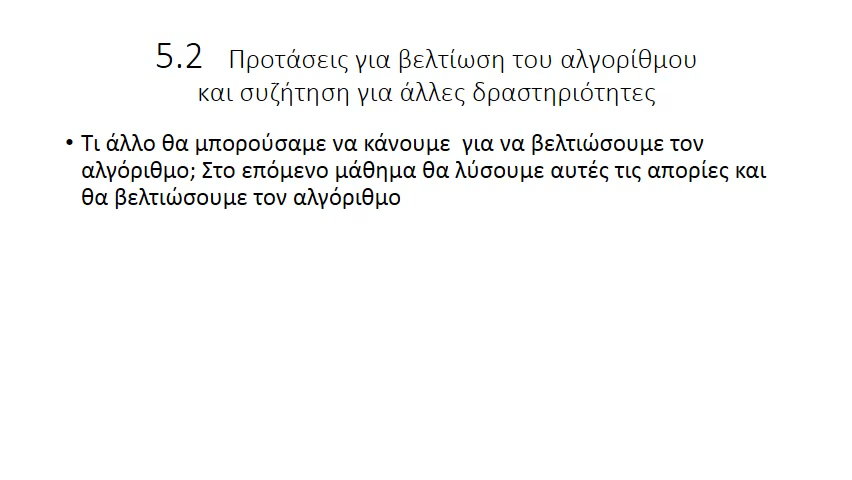 5.2 Προτάσεις για βελτίωση του αλγορίθμου
και συζήτηση για άλλες δραστηριότητες
• Τι άλλο θα μπορούσαμε να κάνουμε για να βελτιώσουμε τον
αλγόριθμο; Στο επόμενο μάθημα θα λύσουμε αυτές τις απορίες και
θα βελτιώσουμε τον αλγόριθμο